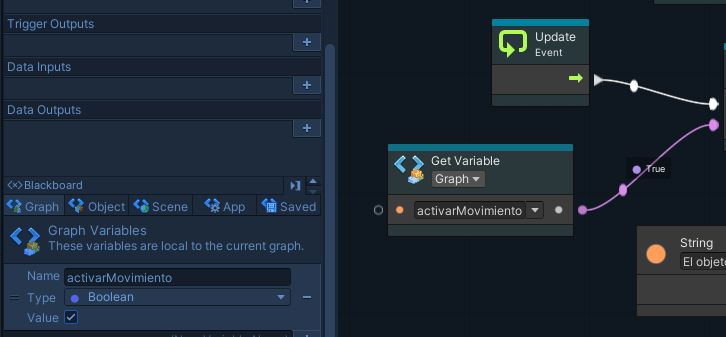 Trigger Outputs
+
Data Inputs
+
Data Outputs
+
<×> Blackboard
Graph
Object
Scene
App
Saved
Graph Variables
These variables are local to the current graph.
Name activarMovimiento
Type Boolean
Value
Update
Event
Get Variable
Graph
activarMovimiento
True
String
El objet